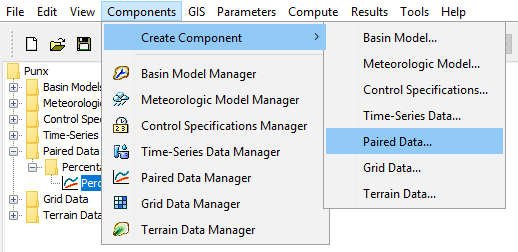 File Edit View Components GIS Parameters Compute Results Tools Help
Create Component
Basin Model Manager
Meteorologic Model Manager
Control Specifications Manager
Time-Series Data Manager
Paired Data Manager
Grid Data Manager
Terrain Data Manager
Basin Model...
Meteorologic Model...
Control Specifications...
Time-Series Data...
Paired Data...
Grid Data...
Terrain Data...
Punx
Basin Models
Meteorologic
Control Spec
Time-Series
Paired Data
Percenta
Perc
Grid Data
Terrain Data